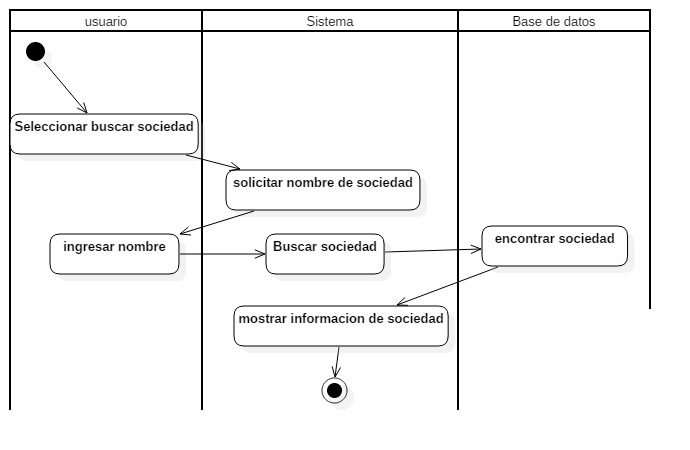 usuario
Sistema
Base de datos
Seleccionar buscar sociedad
solicitar nombre de sociedad
ingresar nombre
Buscar sociedad
encontrar sociedad
mostrar informacion de sociedad